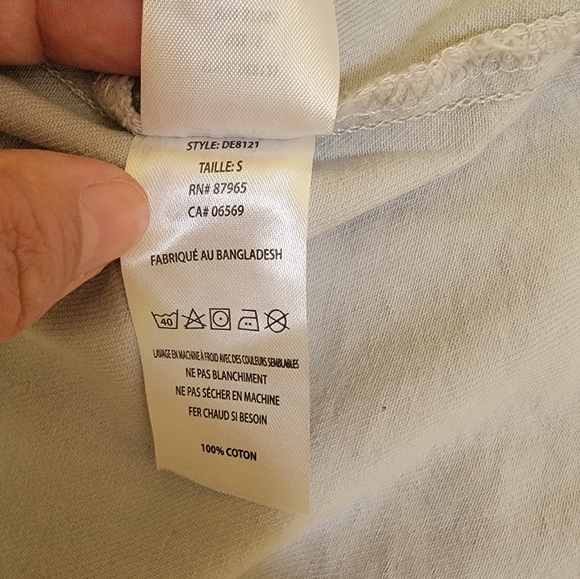 STYLE: DE8121
TAILLE: S
RN# 87965
CA# 06569
FABRIQUÉ AU BANGLADESH
40
LAVAGE EN MACHINE À FROID AVEC DES COULEURS SEMBLABLES
NE PAS BLANCHIMENT
NE PAS SÉCHER EN MACHINE
FER CHAUD SI BESOIN
100% COTON